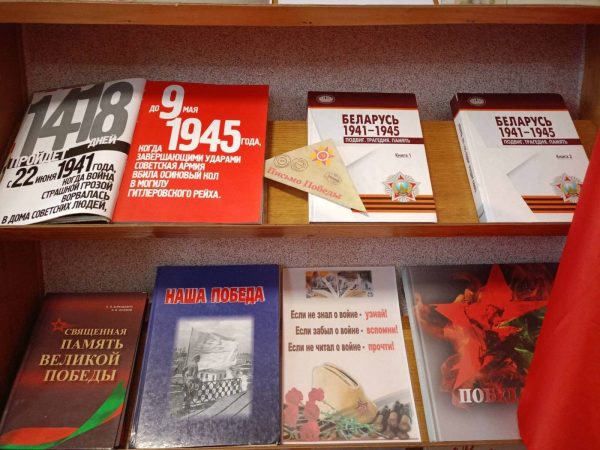 1418
ДНЕЙ
ПРОЙДЕТ
С 22 ИЮНЯ 1941 ГОДА,
КОГДА ВОЙНА
СТРАШНОЙ ГРОЗОЙ
ВОРВАЛАСЬ
В ДОМА СОВЕТСКИХ ЛЮДЕЙ,
ДО 9 МАЯ
1945 ГОДА,
КОГДА
ЗАВЕРШАЮЩИМИ УДАРАМИ
СОВЕТСКАЯ АРМИЯ
ВБИЛА ОСИНОВЫЙ КОЛ
В МОГИЛУ
ГИТЛЕРОВСКОГО РЕЙХА.
Письмо Победы
БЕЛАРУСЬ
1941–1945
ПОДВИГ. ТРАГЕДИЯ. ПАМЯТЬ
Книга 1
БЕЛАРУСЬ
1941–1945
ПОДВИГ. ТРАГЕДИЯ. ПАМЯТЬ
Книга 2
СВЯЩЕННАЯ
ПАМЯТЬ
ВЕЛИКОЙ
ПОБЕДЫ
НАША ПОБЕДА
Если не знал о войне - узнай!
Если забыл о войне - вспомни!
Если не читал о войне - прочти!